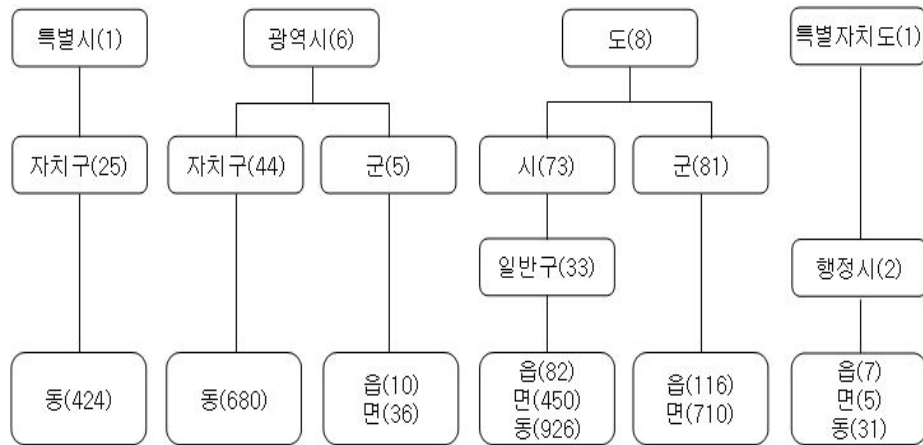 특별시(1)
광역시(6)
도(8)
특별자치도(1)
자치구(25)
자치구(44)
군(5)
시(73)
군(81)
일반구(33)
행정시(2)
동(424)
동(680)
읍(10)
면(36)
읍(82)
면(450)
동(926)
읍(116)
면(710)
읍(7)
면(5)
동(31)